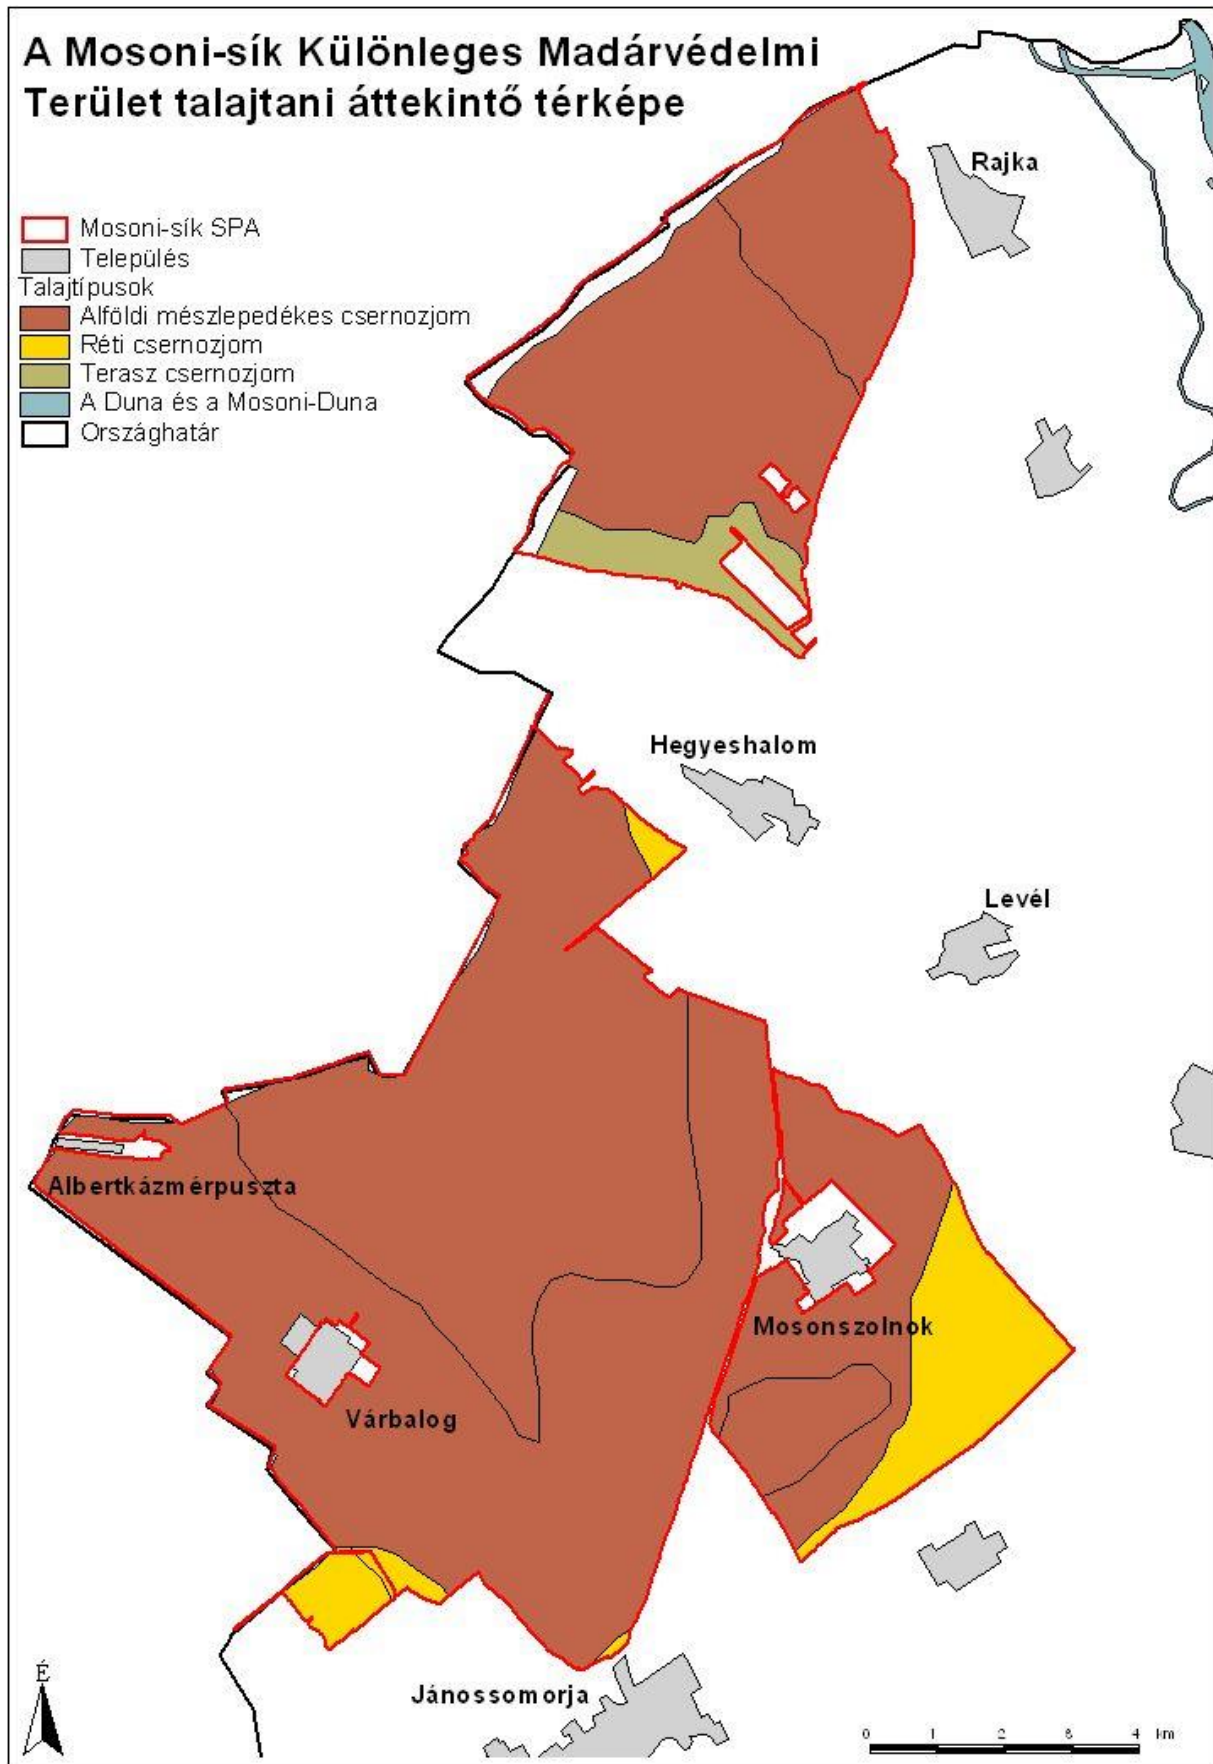 A Mosoni-sík Különleges Madárvédelmi
Terület talajtani áttekintő térképe
Rajka
Mosoni-sík SPA
Település
Talajtípusok
Alföldi mészlepedékes csernozjom
Réti csernozjom
Terasz csernozjom
A Duna és a Mosoni-Duna
Országhatár
Hegyeshalom
Levél
Albertkázmérpuszta
Mosonszolnok
Várbalog
É
Jánossomorja
0 1 2 6 4 km